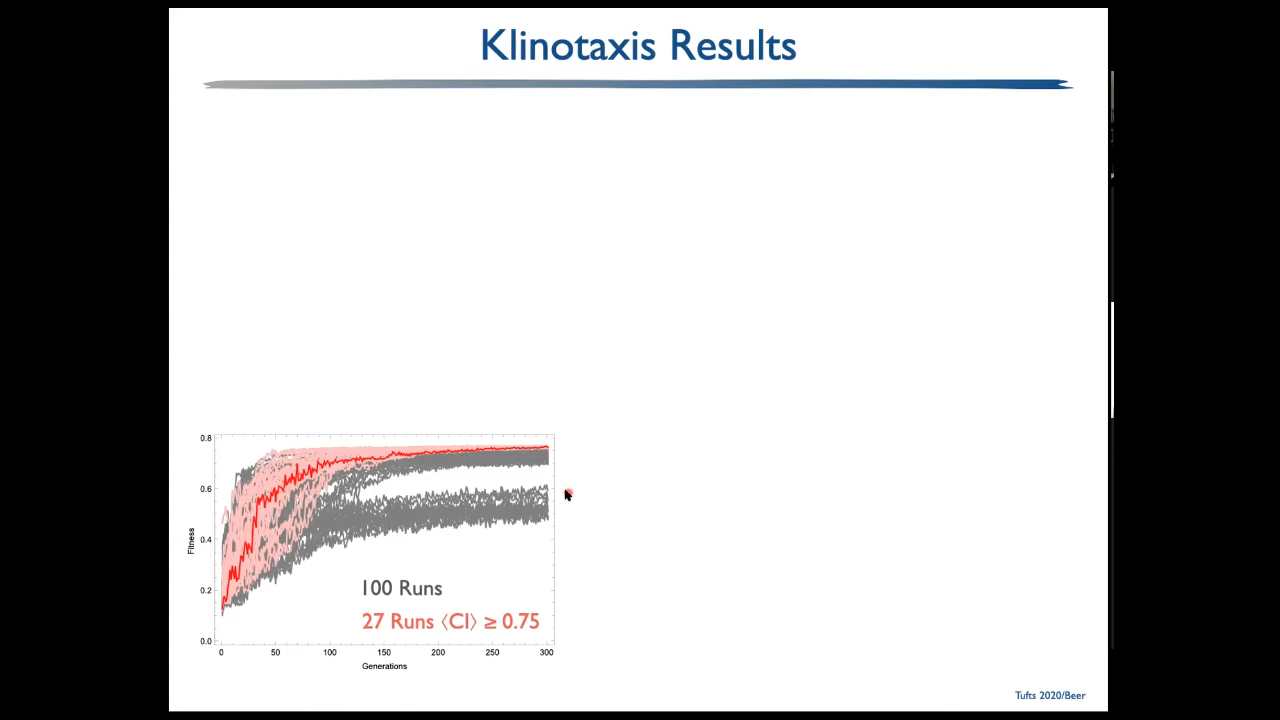 Klinotaxis Results
0.8
0.6
0.4
0.2
0.0
Fitness
100 Runs
27 Runs ⟨CI⟩ ≥ 0.75
0 50 100 150 200 250 300
Generations
Tufts 2020/Beer